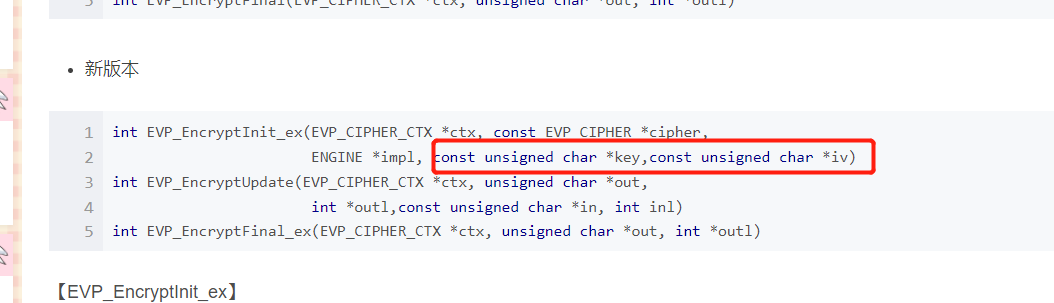 5 int EVP_EncryptFinal(EVP_CIPHER_CTX *ctx, unsigned char *out, int *outl)
• 新版本
1 int EVP_EncryptInit_ex(EVP_CIPHER_CTX *ctx, const EVP_CIPHER *cipher,
2 ENGINE *impl, const unsigned char *key,const unsigned char *iv)
3 int EVP_EncryptUpdate(EVP_CIPHER_CTX *ctx, unsigned char *out,
4 int *outl,const unsigned char *in, int inl)
5 int EVP_EncryptFinal_ex(EVP_CIPHER_CTX *ctx, unsigned char *out, int *outl)
【EVP_EncryptInit_ex】